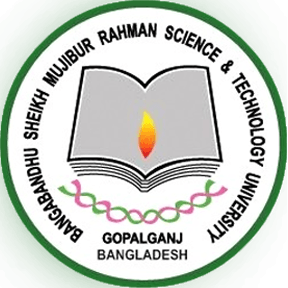 BANGABANDHU SHEIKH MUJIBUR RAHMAN SCIENCE & TECHNOLOGY UNIVERSITY
GOPALGANJ
BANGLADESH